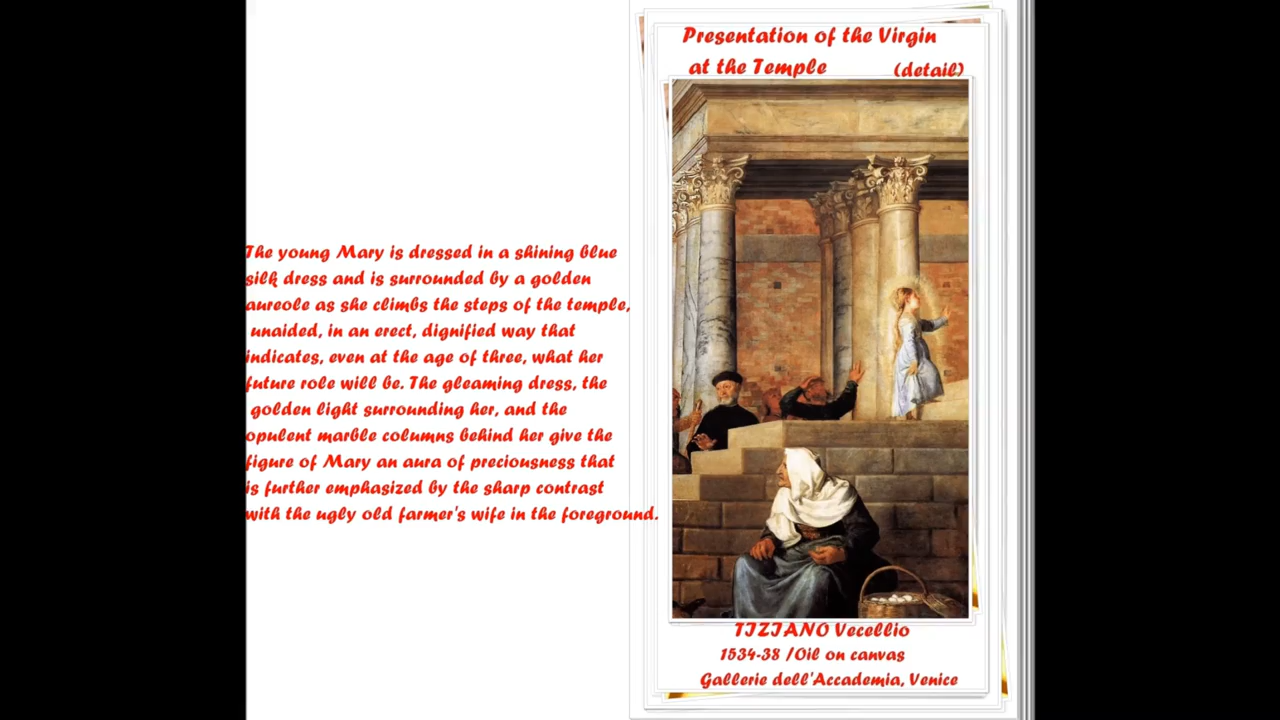 The young Mary is dressed in a shining blue
silk dress and is surrounded by a golden
aureole as she climbs the steps of the temple,
unaided, in an erect, dignified way that
indicates, even at the age of three, what her
future role will be. The gleaming dress, the
golden light surrounding her, and the
opulent marble columns behind her give the
figure of Mary an aura of preciousness that
is further emphasized by the sharp contrast
with the ugly old farmer's wife in the foreground.
Presentation of the Virgin
at the Temple (detail)
TIZIANO Vecellio
1534-38 /Oil on canvas
Gallerie dell'Accademia, Venice